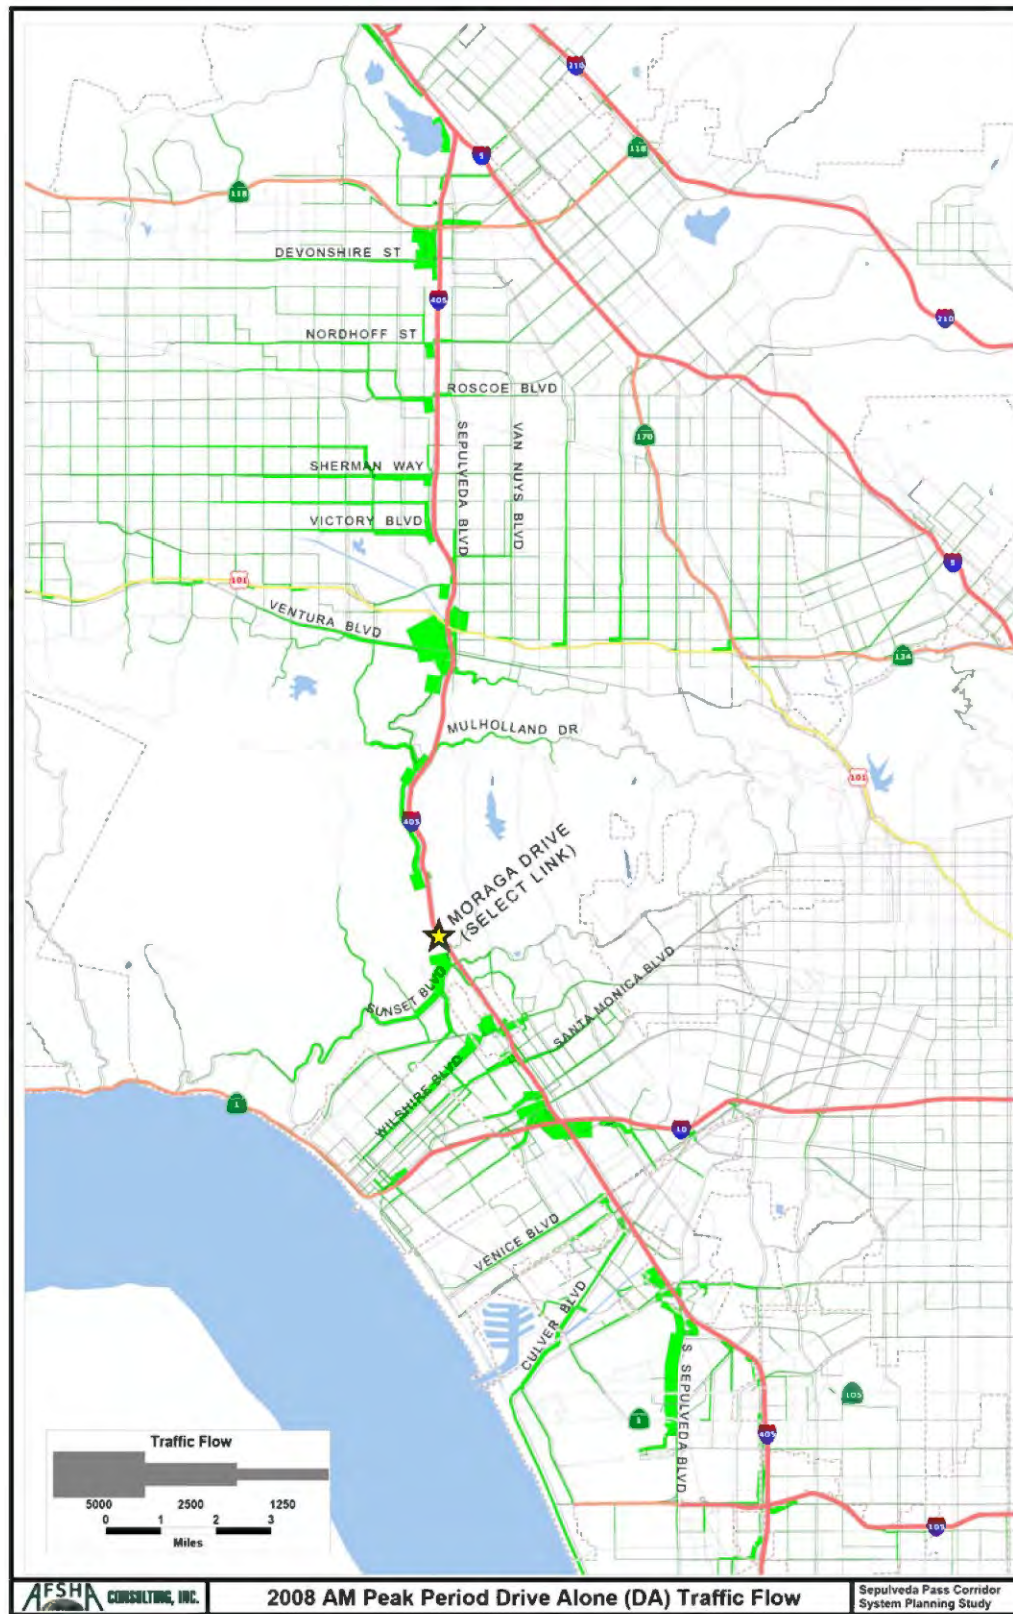 210
5
118
118
DEVONSHIRE ST
405
210
NORDHOFF ST
ROSCOE BLVD
SEPULVEDA BLVD
VAN NUYS BLVD
170
SHERMAN WAY
VICTORY BLVD
5
101
VENTURA BLVD
134
MULHOLLAND DR
101
405
MORAGA DRIVE
(SELECT LINK)
SUNSET BLVD
SANTA MONICA BLVD
WILSHIRE BLVD
1
10
VENICE BLVD
CULVER BLVD
S. SEPULVEDA BLVD
105
1
405
105
Traffic Flow
5000 2500 1250
0 1 2 3
Miles
AFSHA CONSULTING, INC.
2008 AM Peak Period Drive Alone (DA) Traffic Flow
Sepulveda Pass Corridor
System Planning Study